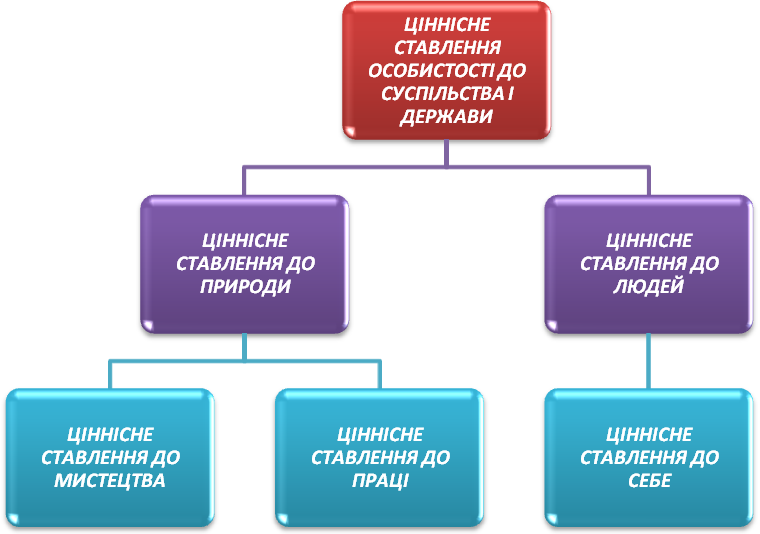 ЦІННІСНЕ
СТАВЛЕННЯ
ОСОБИСТОСТІ ДО
СУСПІЛЬСТВА І
ДЕРЖАВИ
ЦІННІСНЕ
СТАВЛЕННЯ ДО
ПРИРОДИ
ЦІННІСНЕ
СТАВЛЕННЯ ДО
ЛЮДЕЙ
ЦІННІСНЕ
СТАВЛЕННЯ ДО
МИСТЕЦТВА
ЦІННІСНЕ
СТАВЛЕННЯ ДО
ПРАЦІ
ЦІННІСНЕ
СТАВЛЕННЯ ДО
СЕБЕ